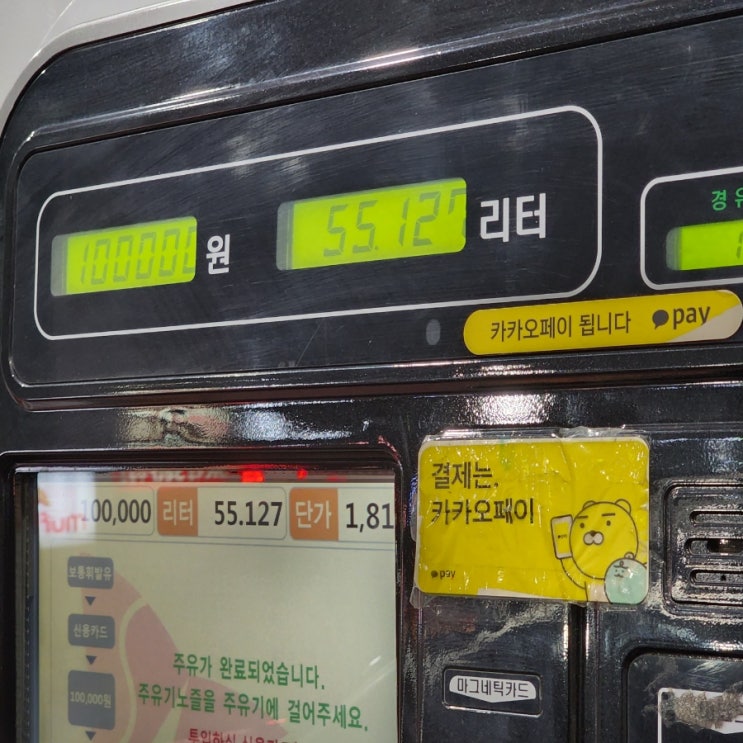 100000 원
55.127 리터
경유
카카오페이 됩니다 pay
결제는,
카카오페이
pay
100,000 리터 55.127 단가 1,81
보통휘발유
신용카드
100,000원
주유가 완료되었습니다.
주유기노즐을 주유기에 걸어주세요.
마그네틱카드